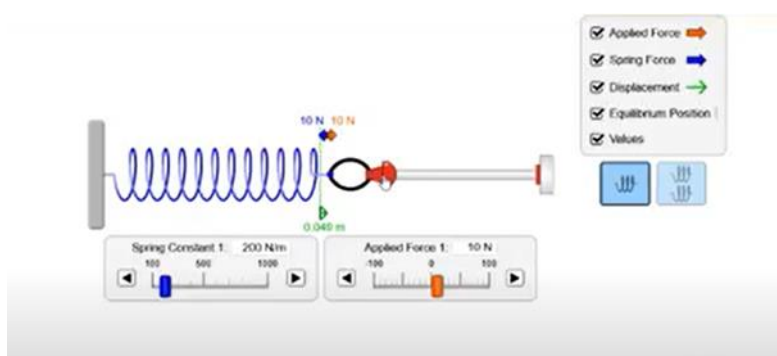 Applied Force
Spring Force
Displacement
Equilibrium Position
Values
10 N 10 N
0.049 m
Spring Constant 1: 200 N/m
100 500 1000
Applied Force 1: 10 N
-100 0 100